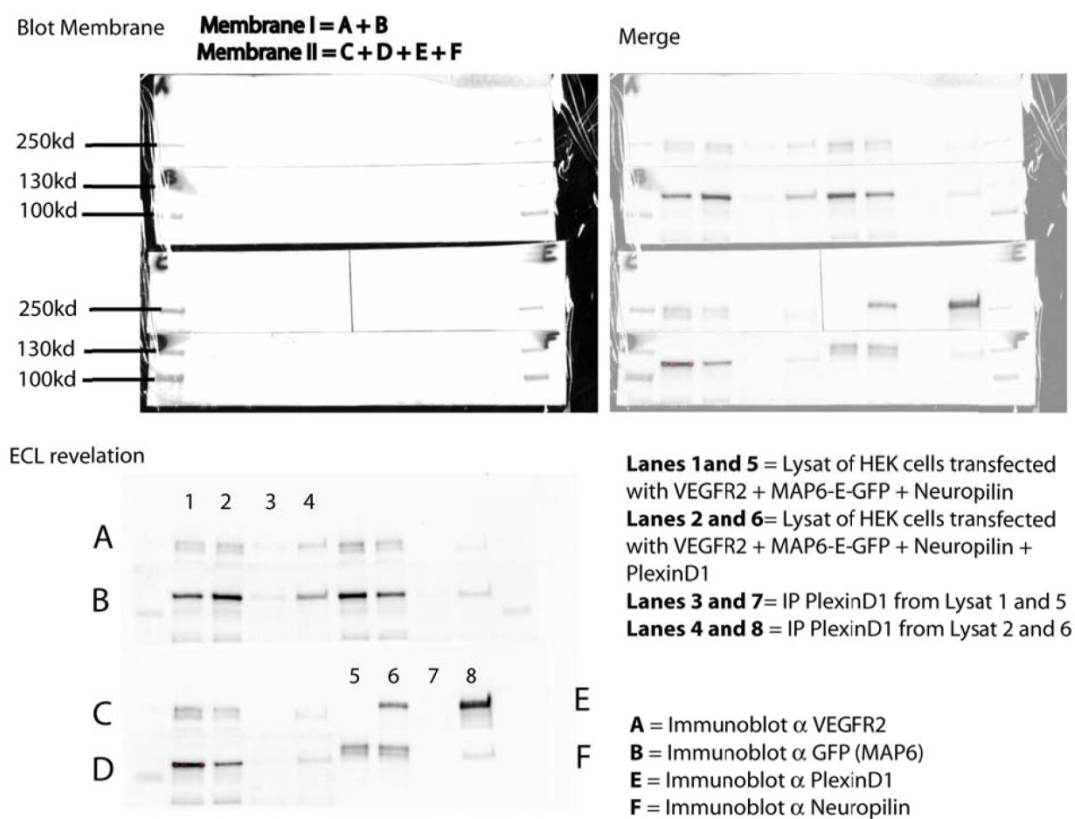 Blot Membrane
Membrane I = A + B
Membrane II = C + D + E + F
Merge
A
250kd
130kd
B
100kd
C
E
250kd
130kd
F
100kd
A
B
C
E
F
ECL revelation
1 2 3 4
A
B
5 6 7 8
C
E
D
F
Lanes 1and 5 = Lysat of HEK cells transfected
with VEGFR2 + MAP6-E-GFP + Neuropilin
Lanes 2 and 6= Lysat of HEK cells transfected
with VEGFR2 + MAP6-E-GFP + Neuropilin +
PlexinD1
Lanes 3 and 7= IP PlexinD1 from Lysat 1 and 5
Lanes 4 and 8 = IP PlexinD1 from Lysat 2 and 6
A = Immunoblot α VEGFR2
B = Immunoblot α GFP (MAP6)
E = Immunoblot α PlexinD1
F = Immunoblot α Neuropilin